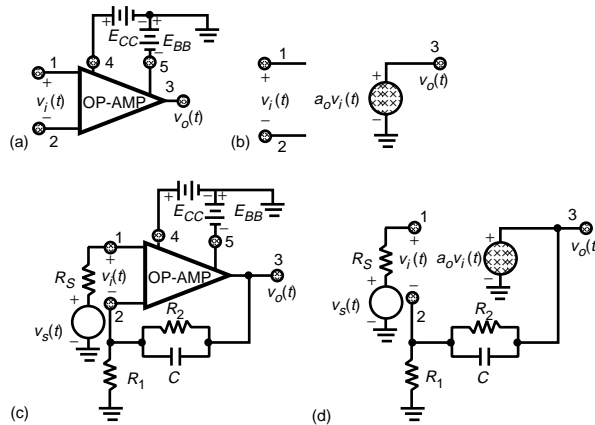 E_CC
E_BB
+ − + −
1
4
5
3
+
v_i(t)
OP-AMP
−
v_o(t)
2
(a)
1
+
v_i(t)
−
2
(b)
3
+
a_o v_i(t)
v_o(t)
−
+ − + −
E_CC
E_BB
1
4
5
3
+
R_S
v_i(t)
OP-AMP
v_o(t)
−
+
2
v_s(t)
−
R_2
C
R_1
(c)
1
+
3
R_S
v_i(t)
+
a_o v_i(t)
v_o(t)
−
−
+
2
v_s(t)
−
R_2
C
R_1
(d)